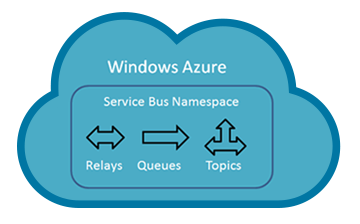 Windows Azure
Service Bus Namespace
Relays Queues Topics